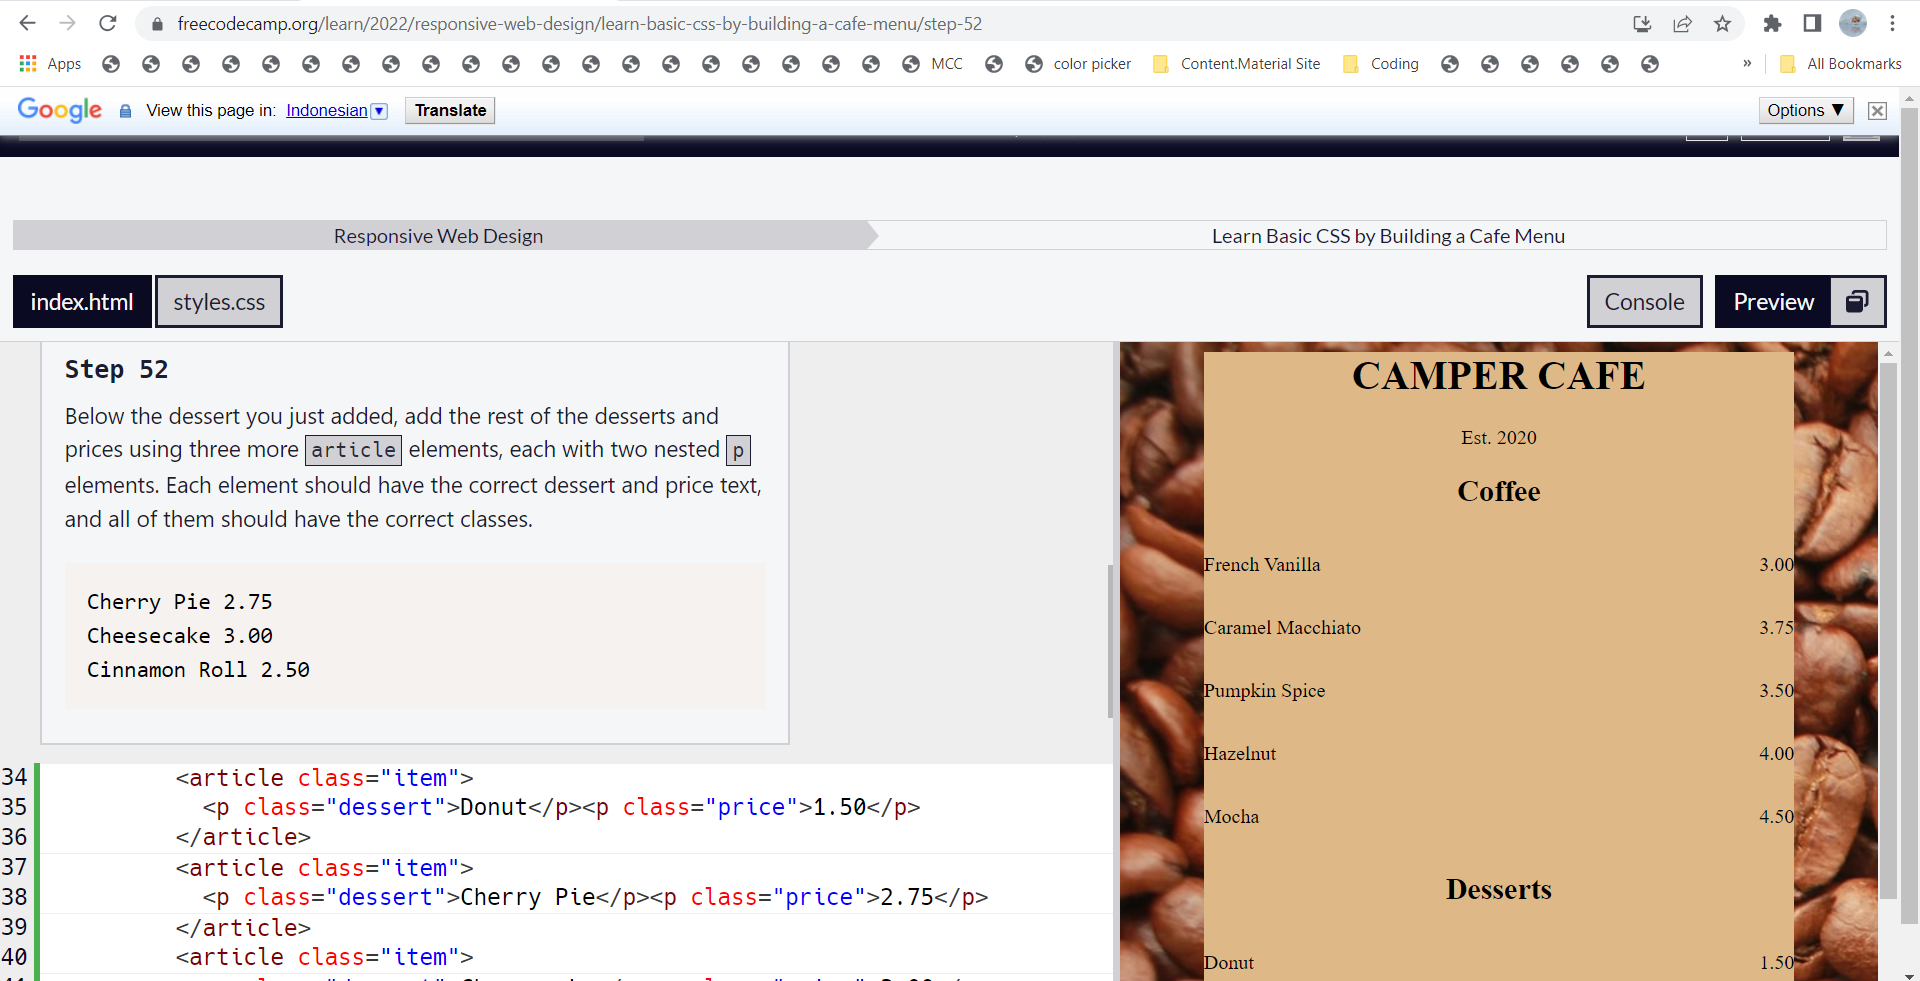 freecodecamp.org/learn/2022/responsive-web-design/learn-basic-css-by-building-a-cafe-menu/step-52
Apps MCC color picker Content.Material Site Coding » All Bookmarks
Google View this page in: Indonesian Translate Options ▼
Responsive Web Design Learn Basic CSS by Building a Cafe Menu
index.html styles.css Console Preview
Step 52
Below the dessert you just added, add the rest of the desserts and
prices using three more article elements, each with two nested p
elements. Each element should have the correct dessert and price text,
and all of them should have the correct classes.
Cherry Pie 2.75
Cheesecake 3.00
Cinnamon Roll 2.50
34 <article class="item">
35 <p class="dessert">Donut</p><p class="price">1.50</p>
36 </article>
37 <article class="item">
38 <p class="dessert">Cherry Pie</p><p class="price">2.75</p>
39 </article>
40 <article class="item">
CAMPER CAFE
Est. 2020
Coffee
French Vanilla 3.00
Caramel Macchiato 3.75
Pumpkin Spice 3.50
Hazelnut 4.00
Mocha 4.50
Desserts
Donut 1.50